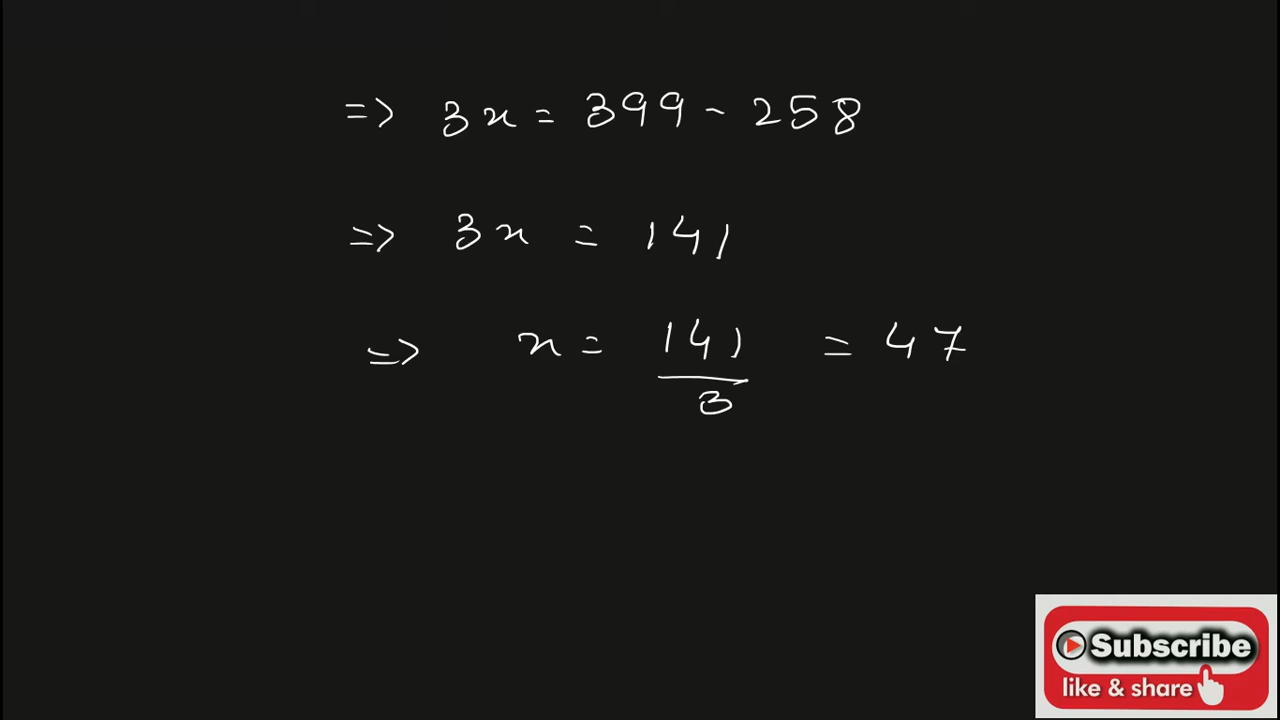 => 3x = 399 - 258
=> 3x = 141
=> x = 141/3 = 47
Subscribe
like & share